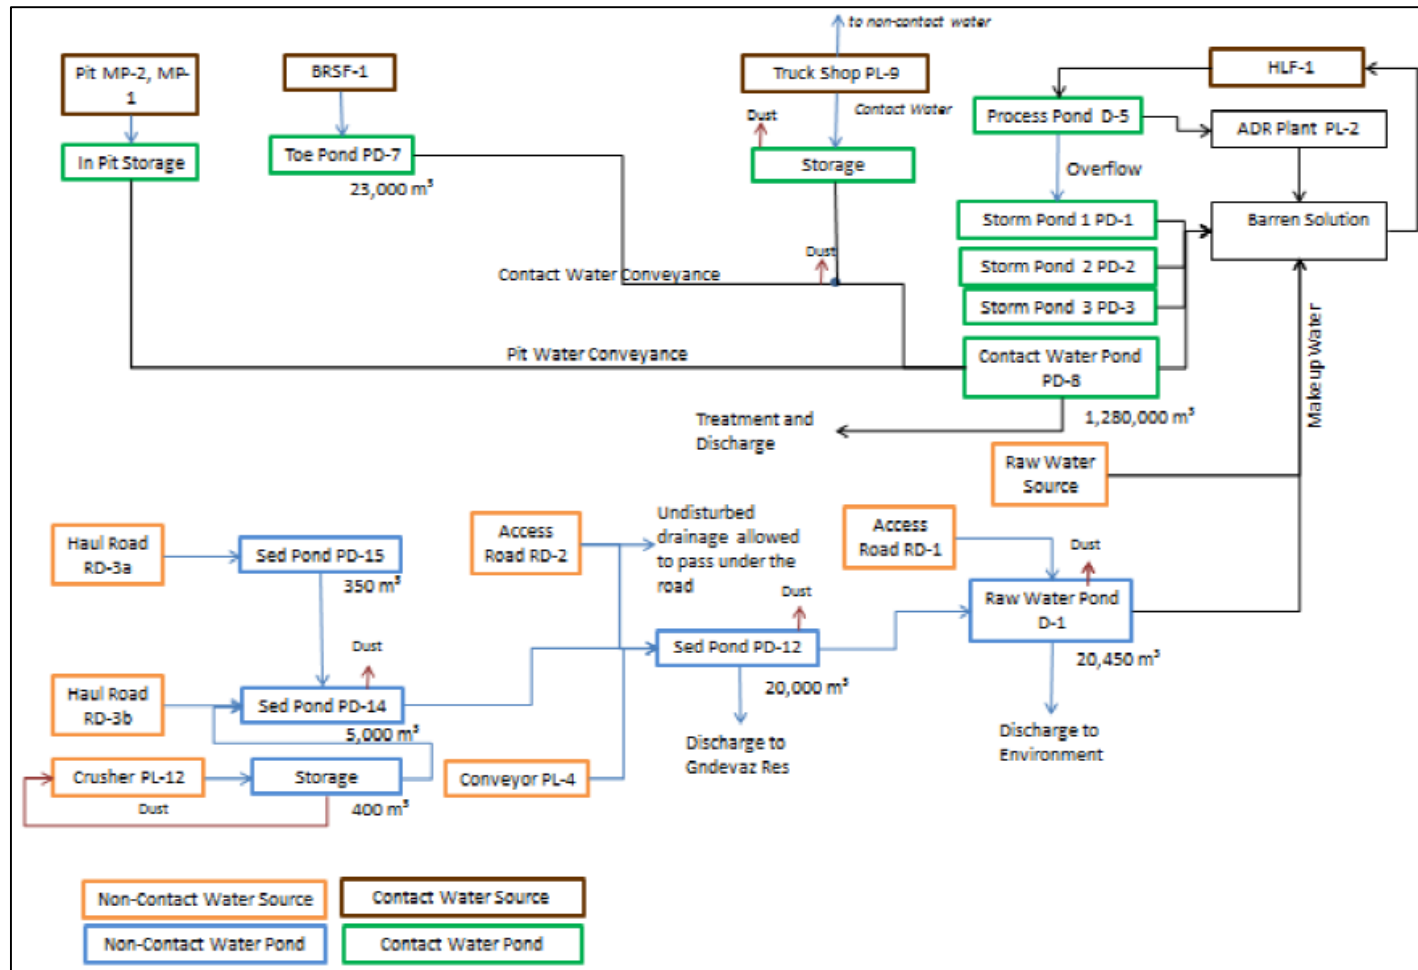 to non-contact water
Pit MP-2, MP-
1
BRSF-1
Truck Shop PL-9
HLF-1
Contact Water
Dust
Process Pond D-5
ADR Plant PL-2
In Pit Storage
Toe Pond PD-7
23,000 m³
Storage
Overflow
Storm Pond 1 PD-1
Barren Solution
Dust
Storm Pond 2 PD-2
Contact Water Conveyance
Storm Pond 3 PD-3
Pit Water Conveyance
Contact Water Pond
PD-8
Makeup Water
1,280,000 m³
Treatment and
Discharge
Raw Water
Source
Haul Road
RD-3a
Sed Pond PD-15
350 m³
Access
Road RD-2
Undisturbed
drainage allowed
to pass under the
road
Access
Road RD-1
Dust
Raw Water Pond
D-1
20,450 m³
Dust
Sed Pond PD-12
20,000 m³
Dust
Haul Road
RD-3b
Sed Pond PD-14
5,000 m³
Discharge to
Gndevaz Res
Discharge to
Environment
Crusher PL-12
Storage
400 m³
Dust
Conveyor PL-4
Non-Contact Water Source
Contact Water Source
Non-Contact Water Pond
Contact Water Pond